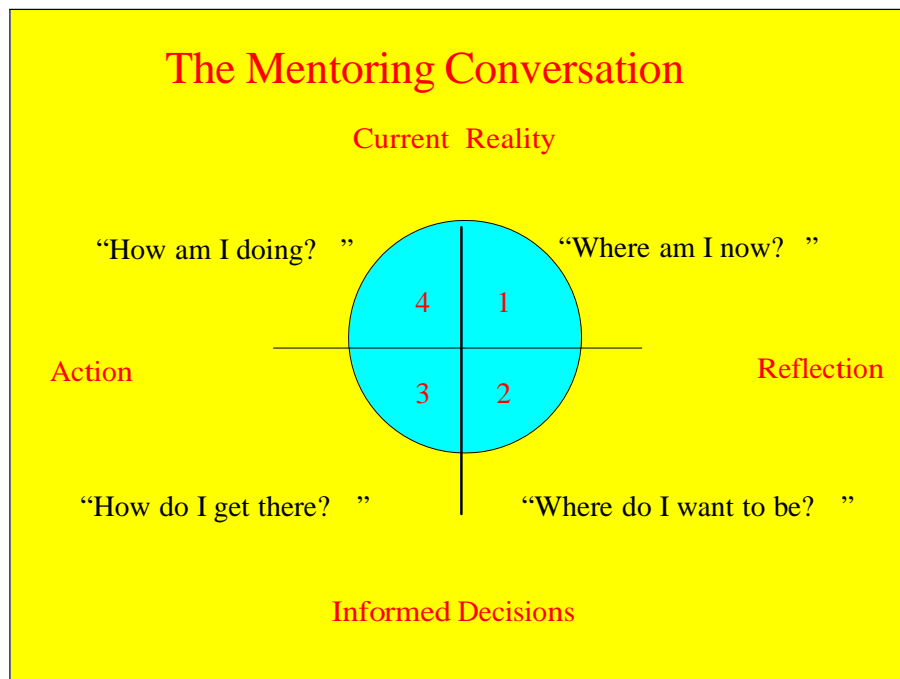 The Mentoring Conversation
Current Reality
“How am I doing? ” “Where am I now? ”
4 1
Action Reflection
3 2
“How do I get there? ” “Where do I want to be? ”
Informed Decisions